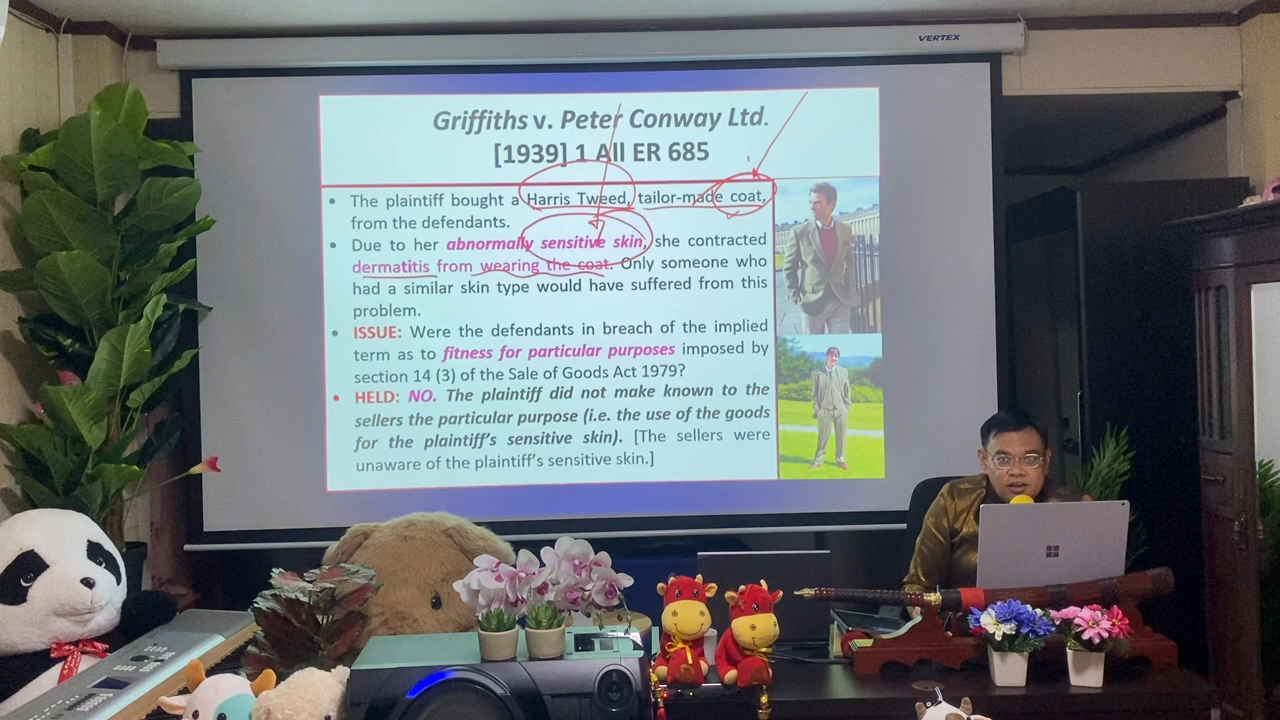 VERTEX
Griffiths v. Peter Conway Ltd.
[1939] 1 All ER 685
• The plaintiff bought a Harris Tweed, tailor-made coat,
from the defendants.
• Due to her abnormally sensitive skin, she contracted
dermatitis from wearing the coat. Only someone who
had a similar skin type would have suffered from this
problem.
• ISSUE: Were the defendants in breach of the implied
term as to fitness for particular purposes imposed by
section 14 (3) of the Sale of Goods Act 1979?
• HELD: NO. The plaintiff did not make known to the
sellers the particular purpose (i.e. the use of the goods
for the plaintiff's sensitive skin). [The sellers were
unaware of the plaintiff's sensitive skin.]